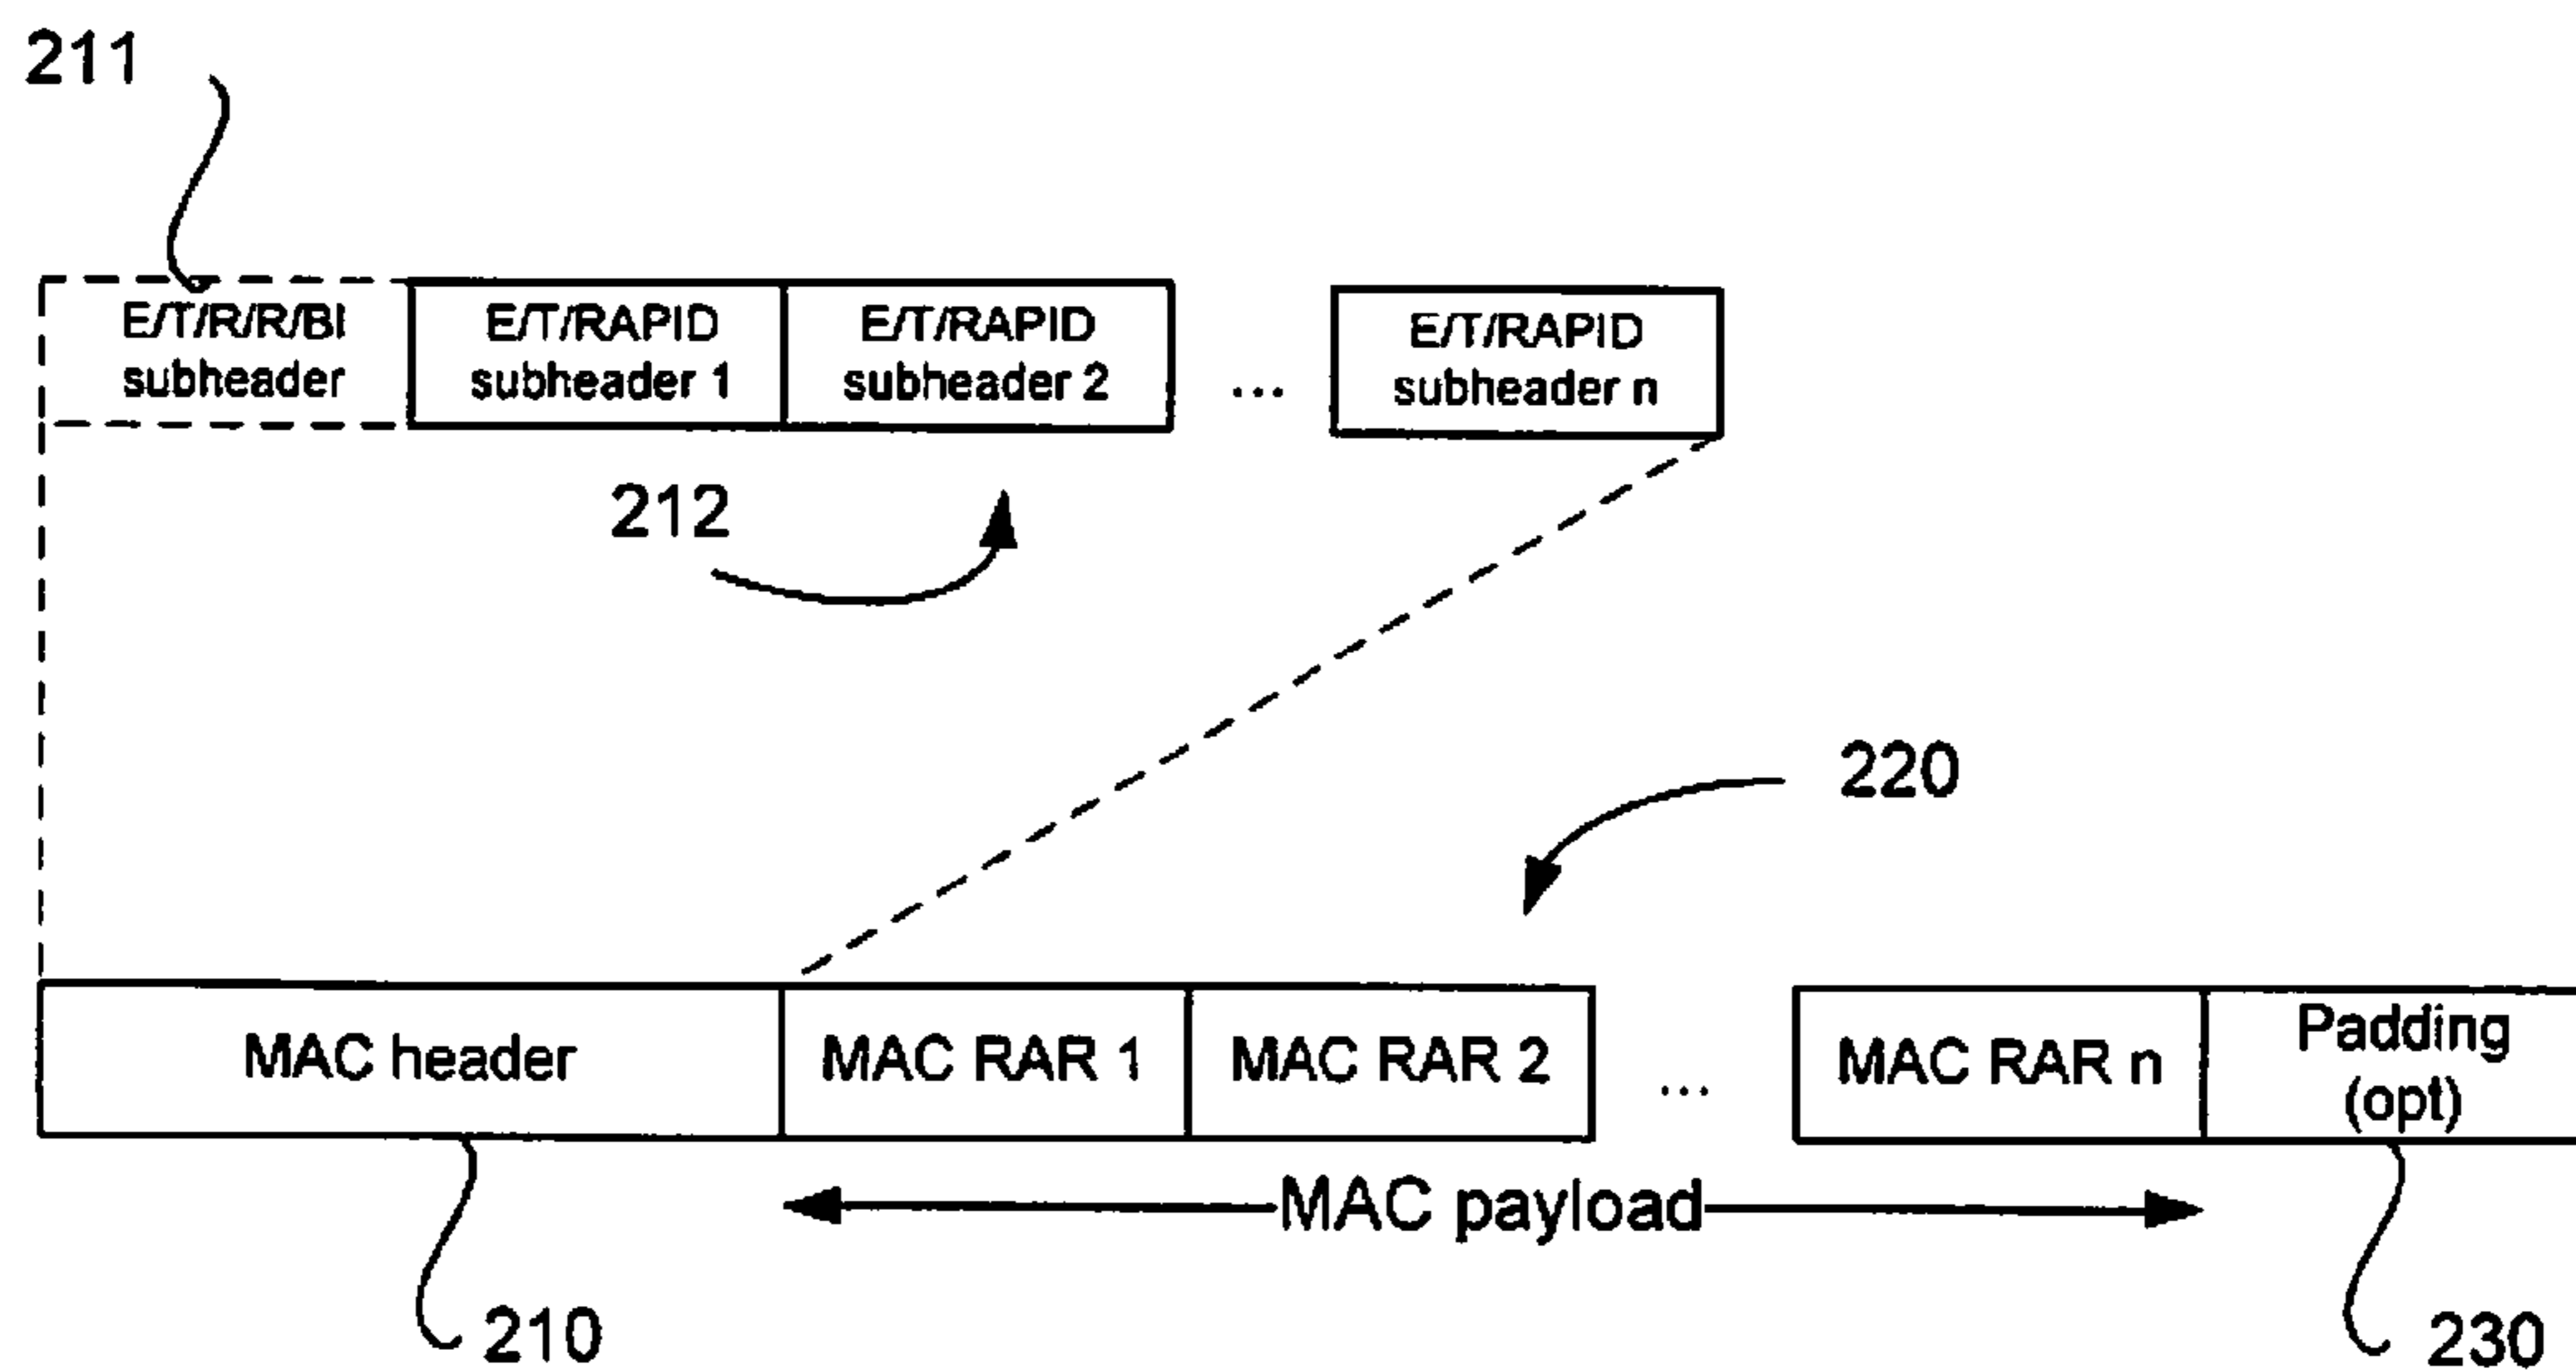 211
E/T/R/R/BI
subheader
E/T/RAPID
subheader 1
E/T/RAPID
subheader 2
...
E/T/RAPID
subheader n
212
220
MAC header
MAC RAR 1
MAC RAR 2
...
MAC RAR n
Padding
(opt)
MAC payload
210
230